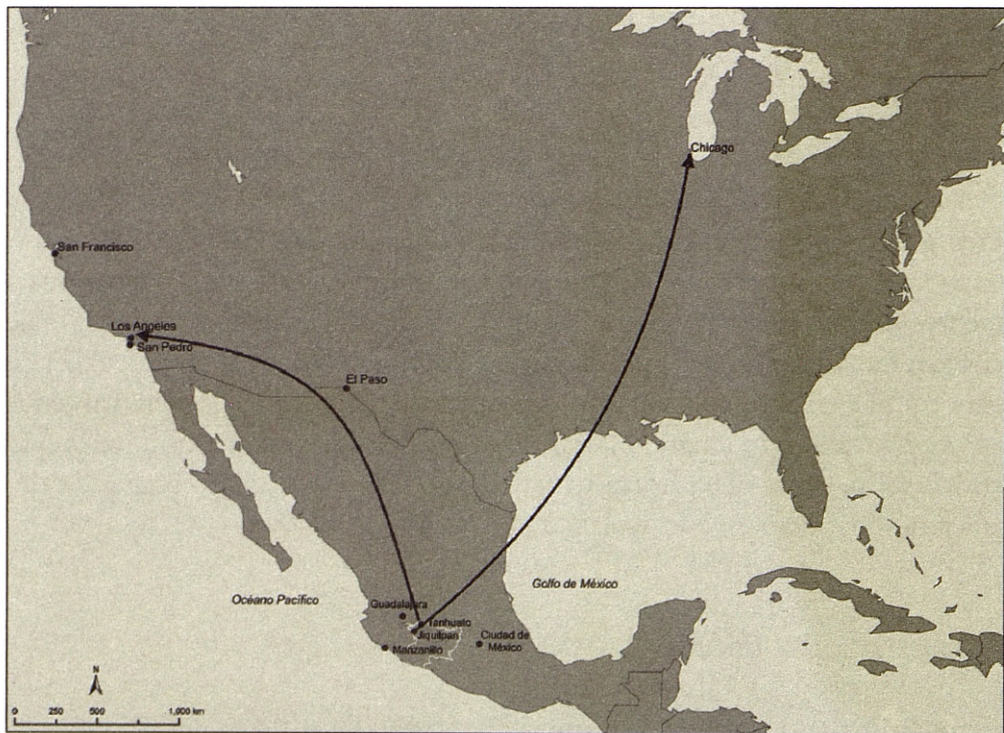 Chicago
San Francisco
Los Angeles
San Pedro
El Paso
Océano Pacífico
Golfo de México
Guadalajara
Tanhuato
Jiquilpan
Ciudad de
México
Manzanillo
N
0 250 500 1,000 km